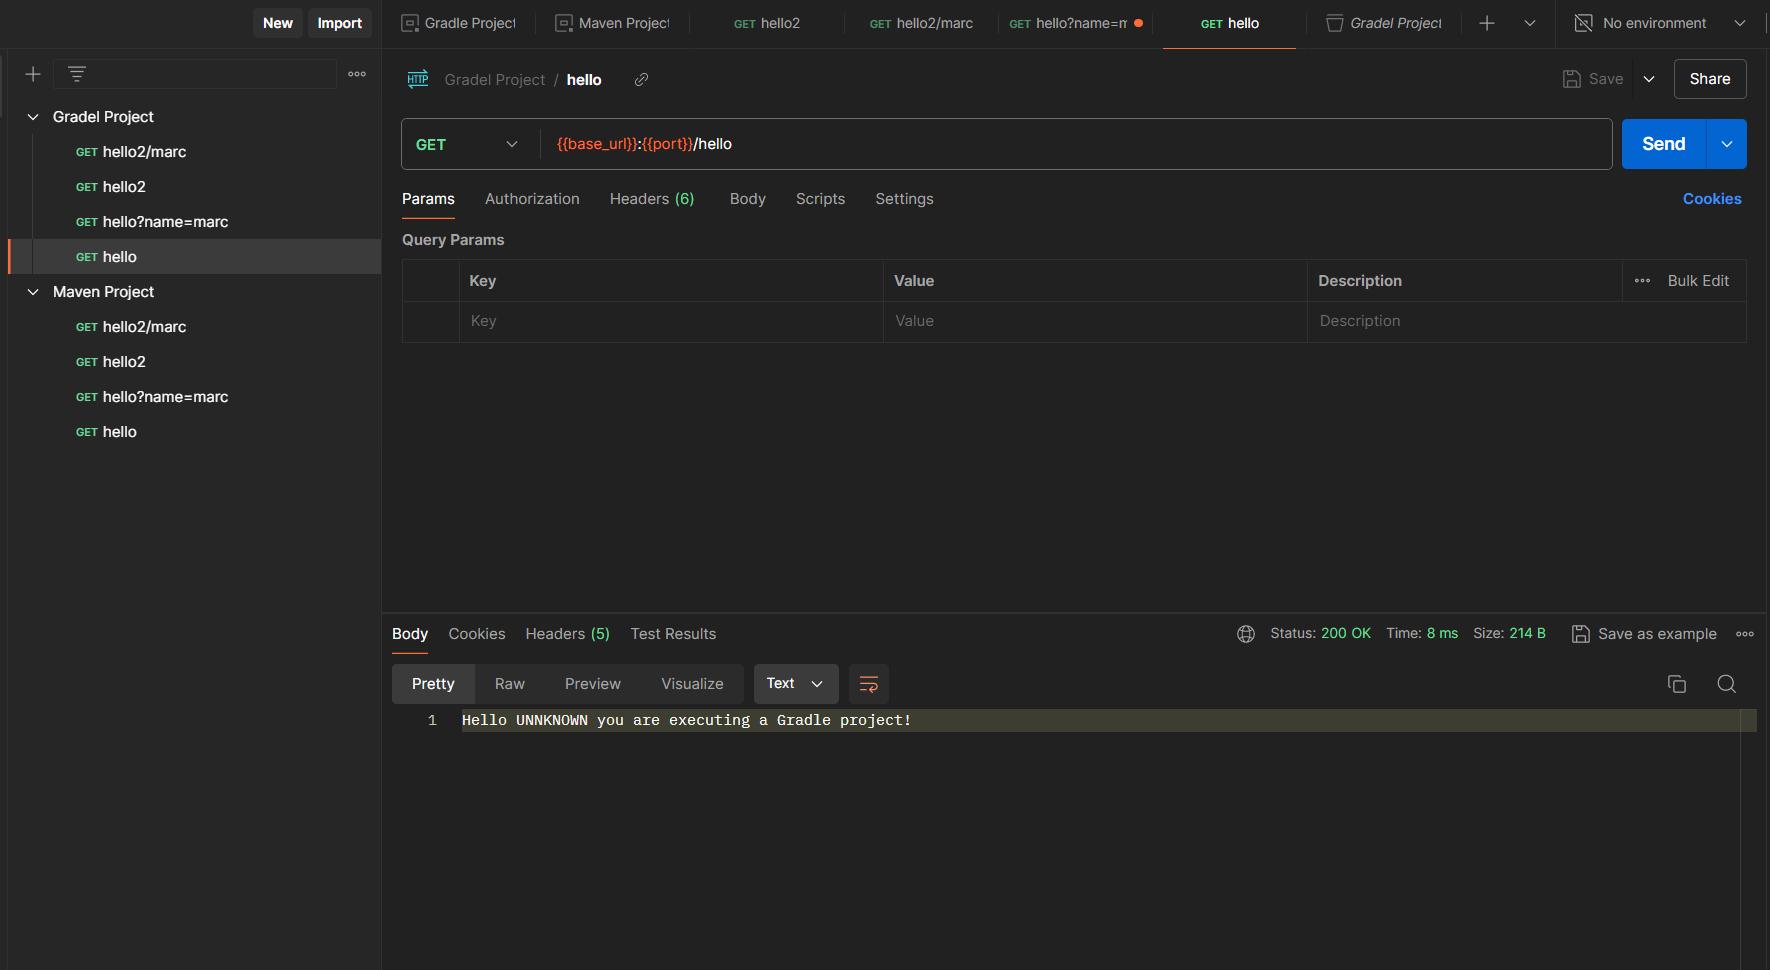 New Import
Gradle Project
Maven Project
GET hello2
GET hello2/marc
GET hello?name=m
GET hello
Gradel Project
No environment
Gradel Project
GET hello2/marc
GET hello2
GET hello?name=marc
GET hello
Maven Project
GET hello2/marc
GET hello2
GET hello?name=marc
GET hello
HTTP Gradel Project / hello
Save Share
GET {{base_url}}:{{port}}/hello Send
Params Authorization Headers (6) Body Scripts Settings Cookies
Query Params
Key Value Description Bulk Edit
Key Value Description
Body Cookies Headers (5) Test Results Status: 200 OK Time: 8 ms Size: 214 B Save as example
Pretty Raw Preview Visualize Text
1 Hello UNNKNOWN you are executing a Gradle project!